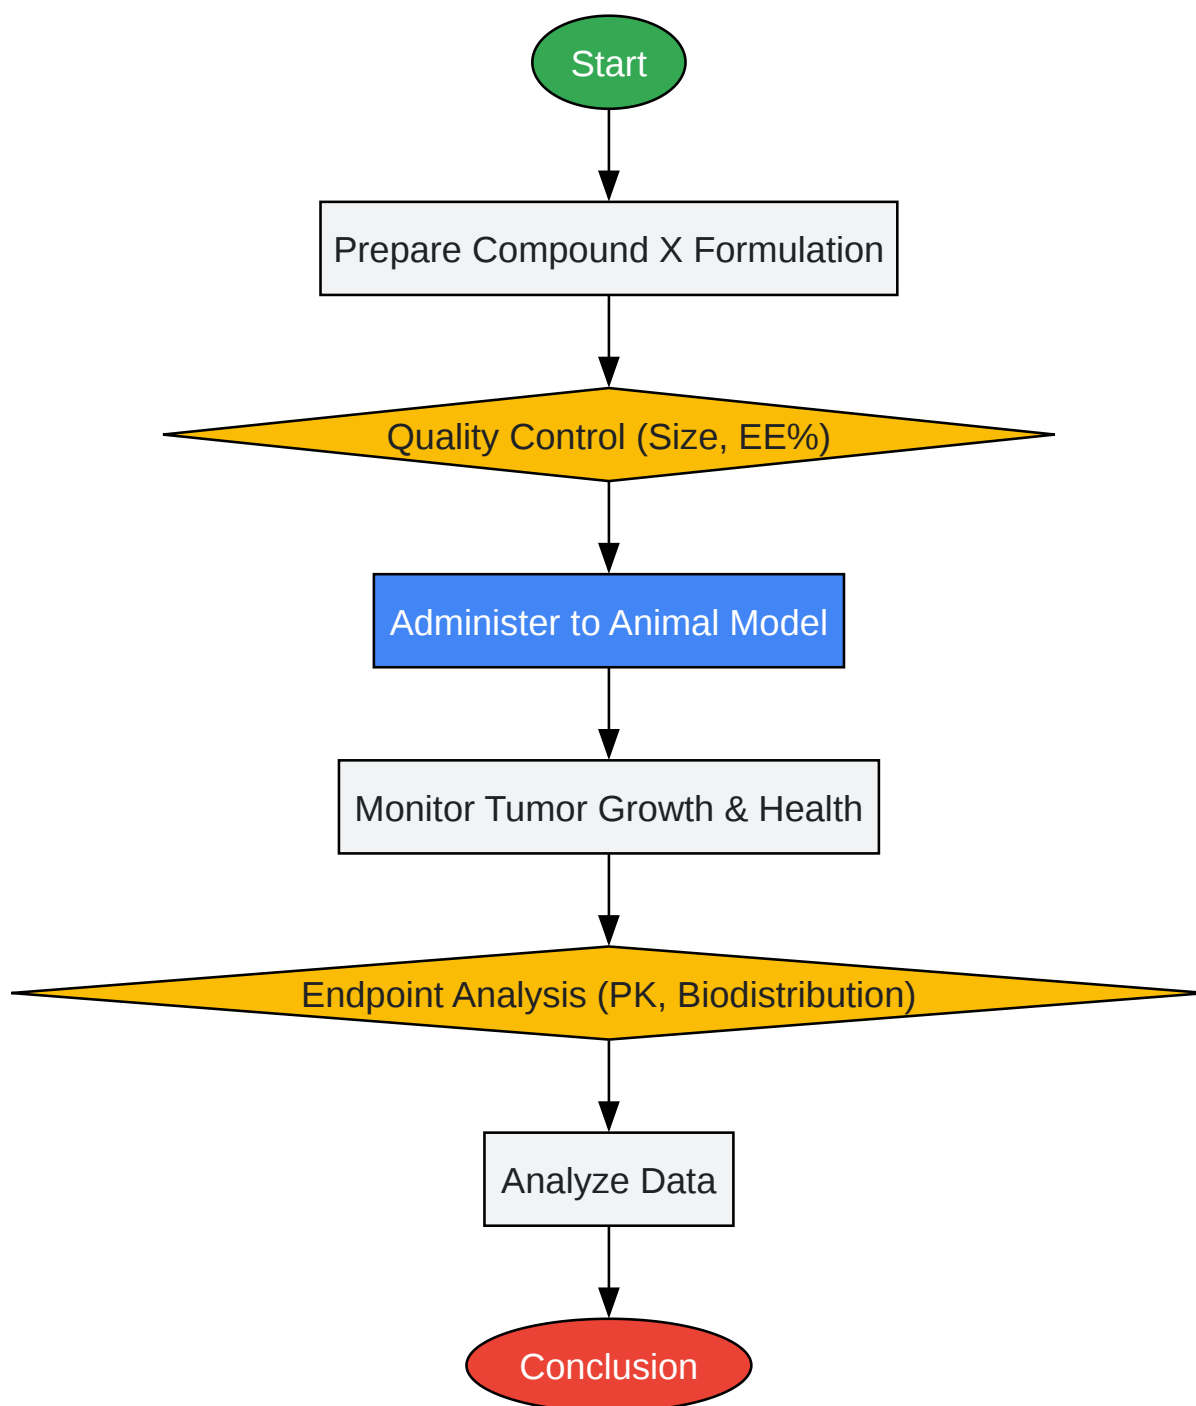 Start
Prepare Compound X Formulation
Quality Control (Size, EE%)
Administer to Animal Model
Monitor Tumor Growth & Health
Endpoint Analysis (PK, Biodistribution)
Analyze Data
Conclusion